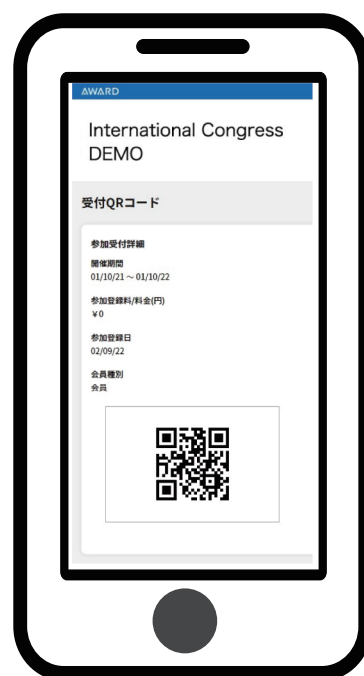 AWARD
International Congress
DEMO
受付QRコード
参加受付詳細
開催期間
01/10/21 ~ 01/10/22
参加登録料/料金(円)
¥0
参加登録日
02/09/22
会員種別
会員